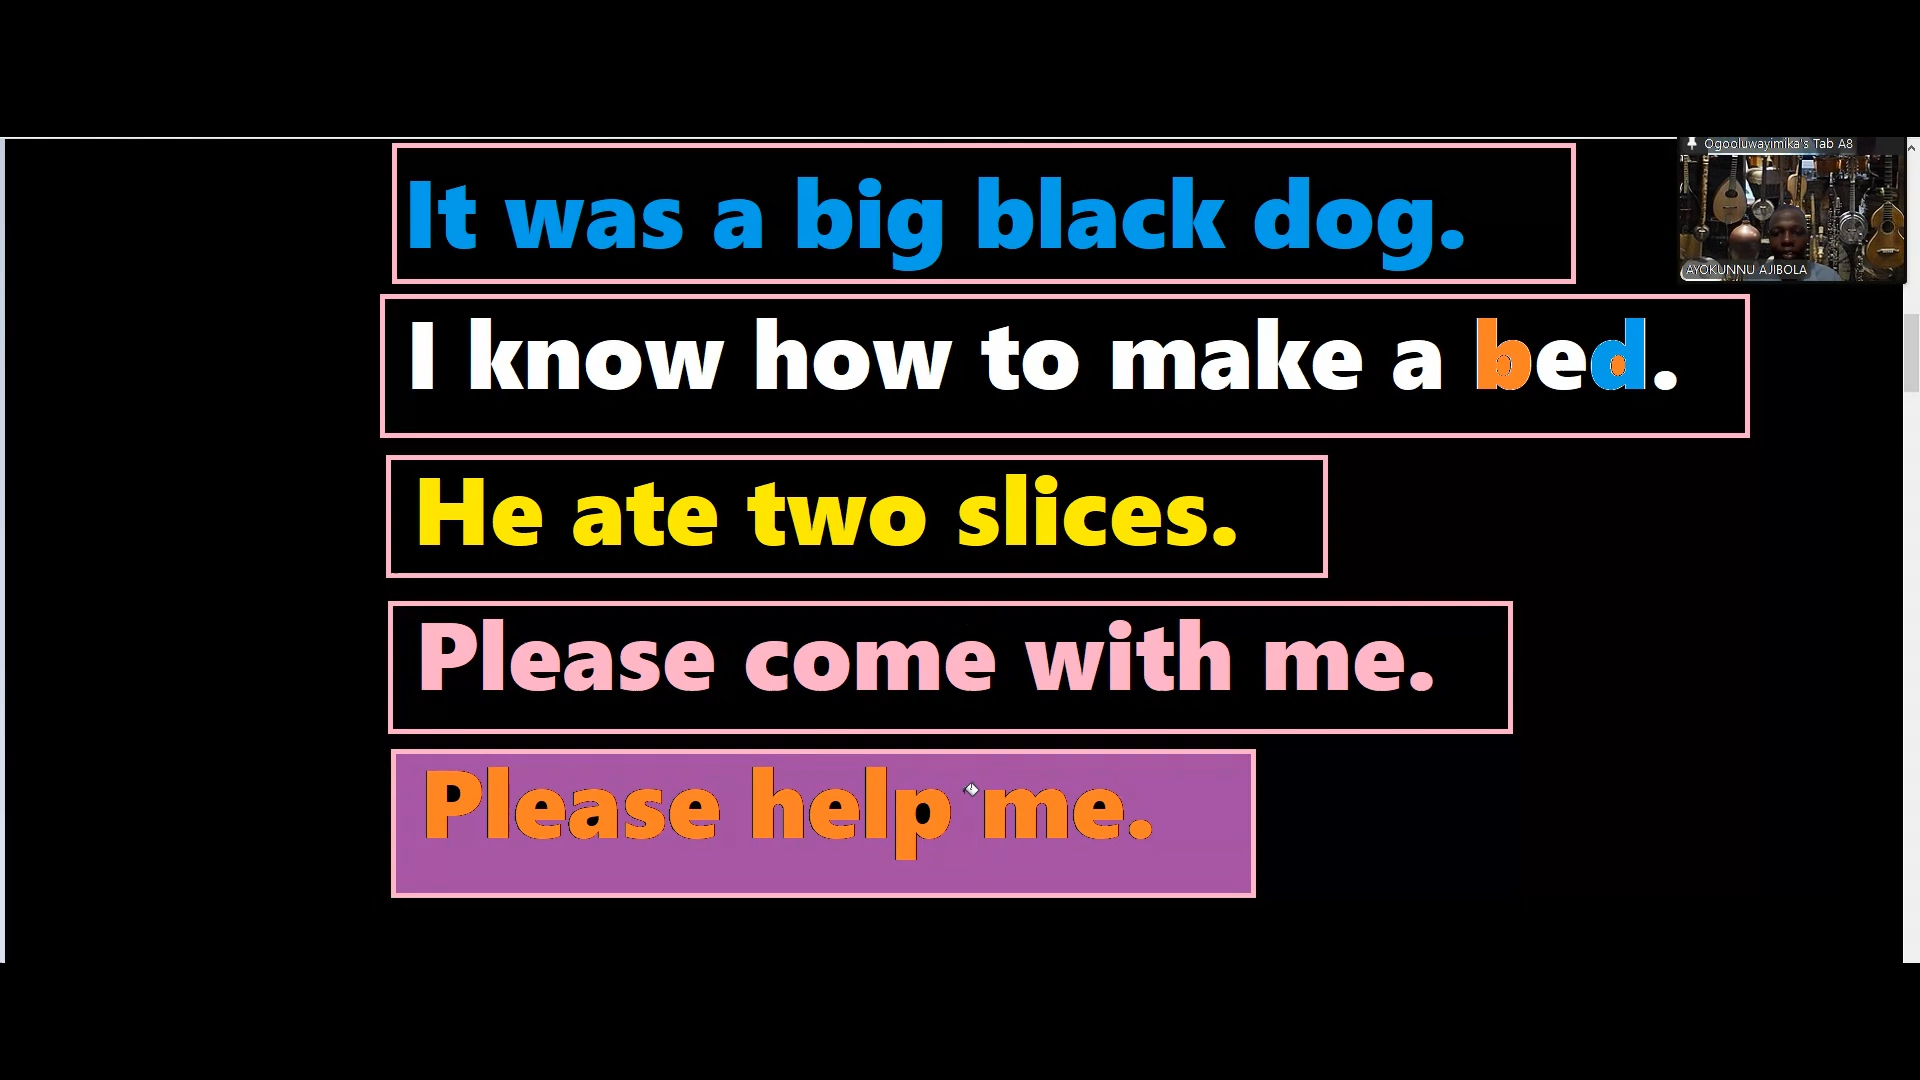 Ogooluwayimika's Tab A8
It was a big black dog.
AYOKUNNU AJIBOLA
I know how to make a bed.
He ate two slices.
Please come with me.
Please help me.